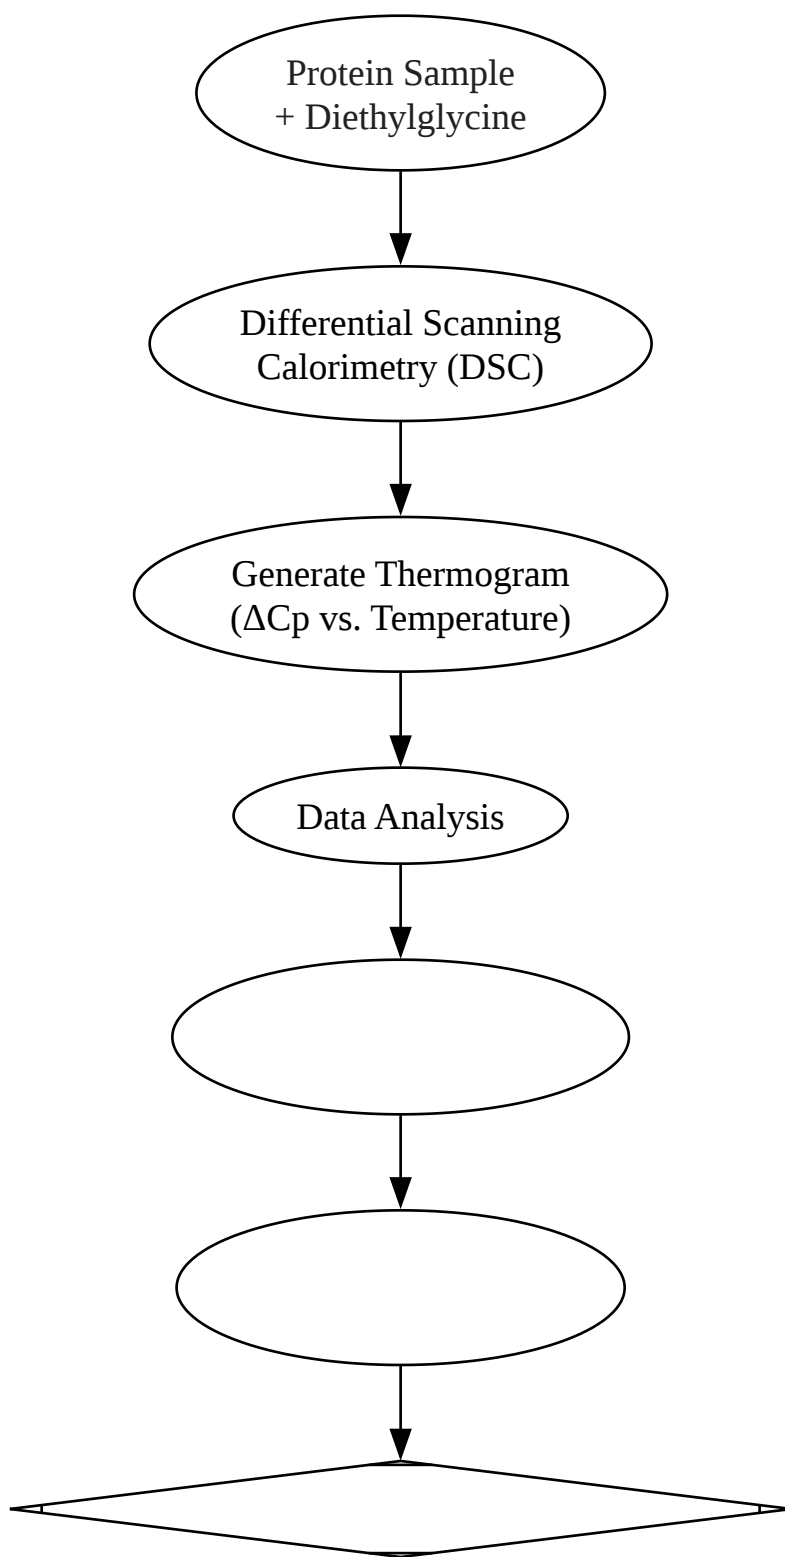 Protein Sample
+ Diethylglycine
Differential Scanning
Calorimetry (DSC)
Generate Thermogram
(ΔCp vs. Temperature)
Data Analysis